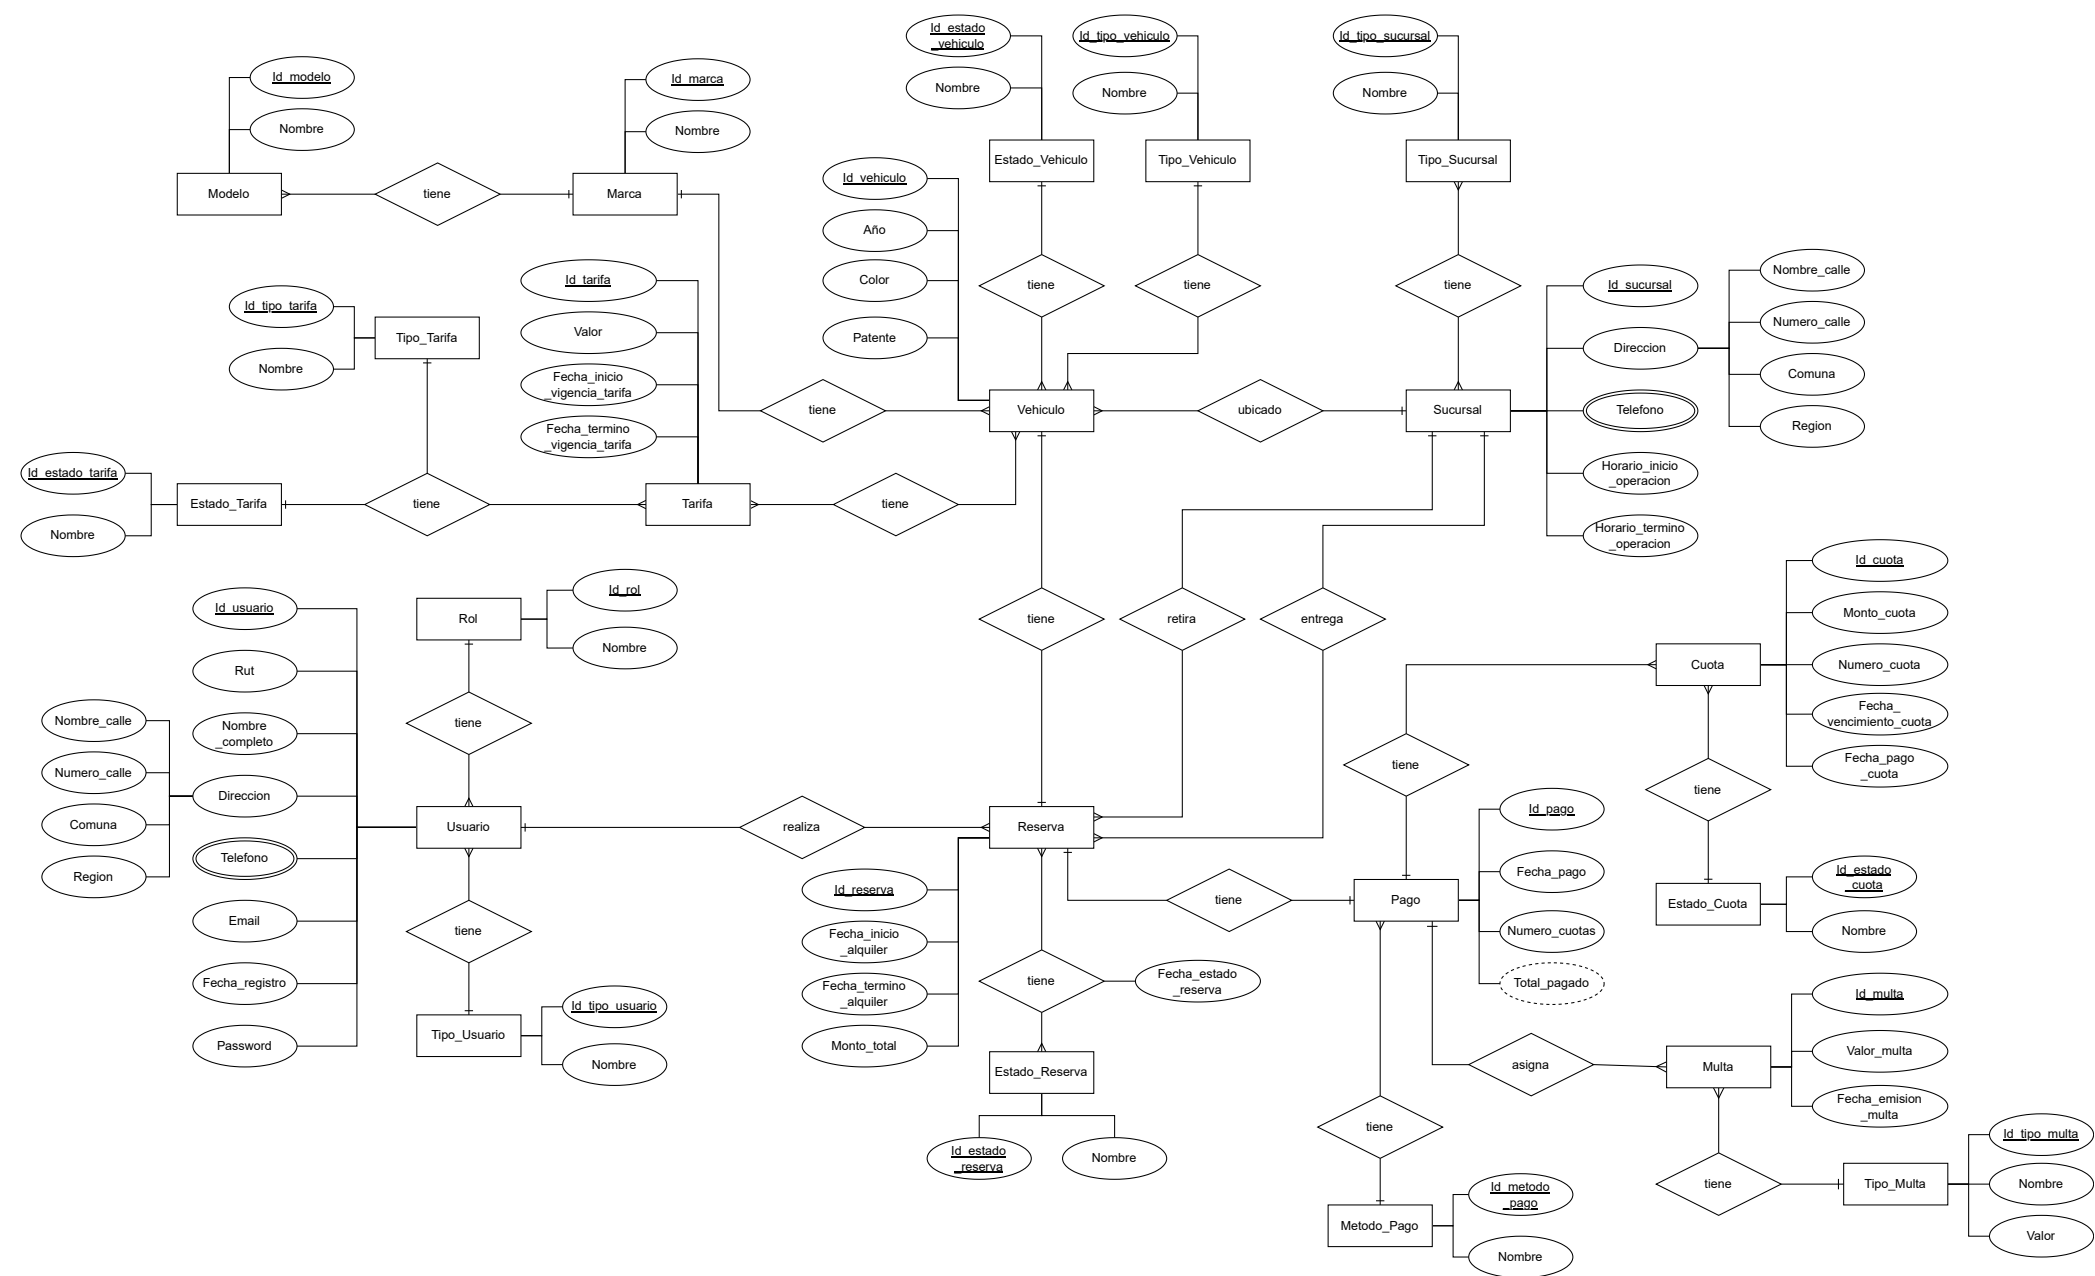 Id_estado
_vehiculo
Id_tipo_vehiculo
Id_tipo_sucursal
Id_modelo
Id_marca
Nombre
Nombre
Nombre
Nombre
Nombre
Estado_Vehiculo
Tipo_Vehiculo
Tipo_Sucursal
Modelo
tiene
Marca
Id_vehiculo
Año
Color
Patente
tiene
tiene
tiene
Id_sucursal
Direccion
Telefono
Horario_inicio
_operacion
Horario_termino
_operacion
Nombre_calle
Numero_calle
Comuna
Region
Id_tipo_tarifa
Nombre
Tipo_Tarifa
Id_tarifa
Valor
Fecha_inicio
_vigencia_tarifa
Fecha_termino
_vigencia_tarifa
tiene
Vehiculo
ubicado
Sucursal
Id_estado_tarifa
Nombre
Estado_Tarifa
tiene
Tarifa
tiene
Id_usuario
Rut
Nombre
_completo
Direccion
Telefono
Email
Fecha_registro
Password
Nombre_calle
Numero_calle
Comuna
Region
Rol
Id_rol
Nombre
tiene
tiene
retira
entrega
Usuario
realiza
Reserva
tiene
Tipo_Usuario
Id_tipo_usuario
Nombre
Id_reserva
Fecha_inicio
_alquiler
Fecha_termino
_alquiler
Monto_total
tiene
Fecha_estado
_reserva
Estado_Reserva
Id_estado
_reserva
Nombre
tiene
Pago
tiene
Id_pago
Fecha_pago
Numero_cuotas
Total_pagado
Cuota
Id_cuota
Monto_cuota
Numero_cuota
Fecha_
vencimiento_cuota
Fecha_pago
_cuota
tiene
Estado_Cuota
Id_estado
_cuota
Nombre
asigna
Multa
Id_multa
Valor_multa
Fecha_emision
_multa
tiene
Metodo_Pago
Id_metodo
_pago
Nombre
tiene
Tipo_Multa
Id_tipo_multa
Nombre
Valor